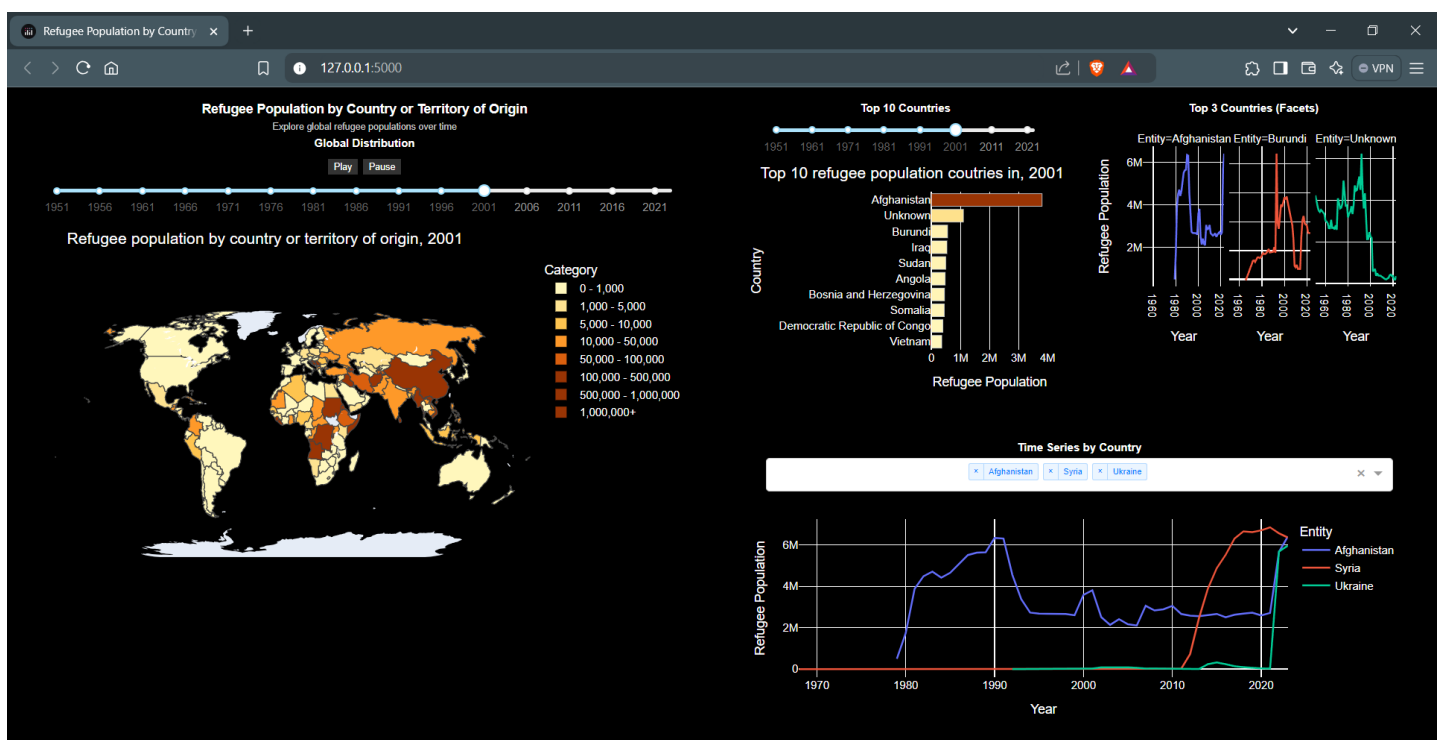 Refugee Population by Country
127.0.0.1:5000
VPN
Refugee Population by Country or Territory of Origin
Explore global refugee populations over time
Global Distribution
Play Pause
1951 1956 1961 1966 1971 1976 1981 1986 1991 1996 2001 2006 2011 2016 2021
Refugee population by country or territory of origin, 2001
Category
0 - 1,000
1,000 - 5,000
5,000 - 10,000
10,000 - 50,000
50,000 - 100,000
100,000 - 500,000
500,000 - 1,000,000
1,000,000+
Top 10 Countries
1951 1961 1971 1981 1991 2001 2011 2021
Top 10 refugee population coutries in, 2001
Country
Afghanistan
Unknown
Burundi
Iraq
Sudan
Angola
Bosnia and Herzegovina
Somalia
Democratic Republic of Congo
Vietnam
0 1M 2M 3M 4M
Refugee Population
Top 3 Countries (Facets)
Entity=Afghanistan Entity=Burundi Entity=Unknown
Refugee Population
6M
4M
2M
1960 1980 2000 2020 1960 1980 2000 2020 1960 1980 2000 2020
Year Year Year
Time Series by Country
× Afghanistan × Syria × Ukraine
Refugee Population
6M
4M
2M
0
1970 1980 1990 2000 2010 2020
Year
Entity
Afghanistan
Syria
Ukraine